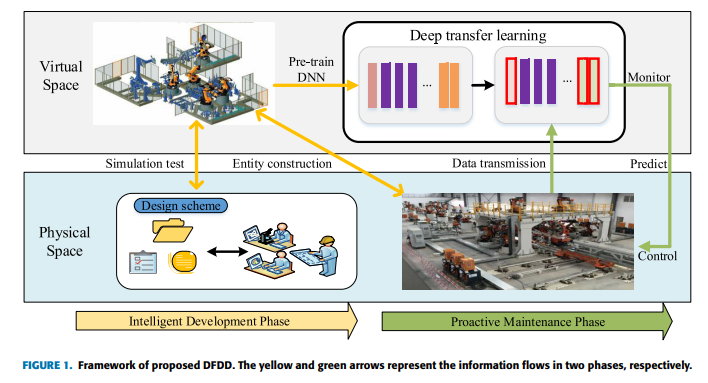 Deep transfer learning
Virtual
Space
Pre-train
DNN
...
...
Monitor
Simulation test
Entity construction
Data transmission
Predict
Design scheme
Physical
Space
Control
Intelligent Development Phase
Proactive Maintenance Phase
FIGURE 1. Framework of proposed DFDD. The yellow and green arrows represent the information flows in two phases, respectively.